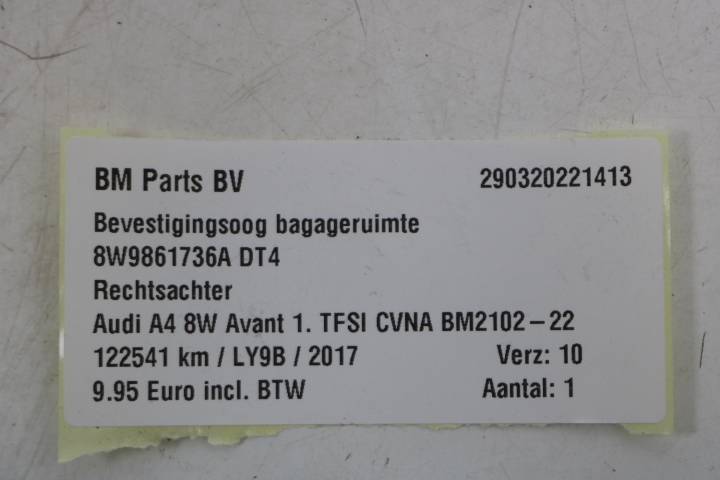 BM Parts BV 290320221413
Bevestigingsoog bagageruimte
8W9861736A DT4
Rechtsachter
Audi A4 8W Avant 1. TFSI CVNA BM2102-22
122541 km / LY9B / 2017 Verz: 10
9.95 Euro incl. BTW Aantal: 1